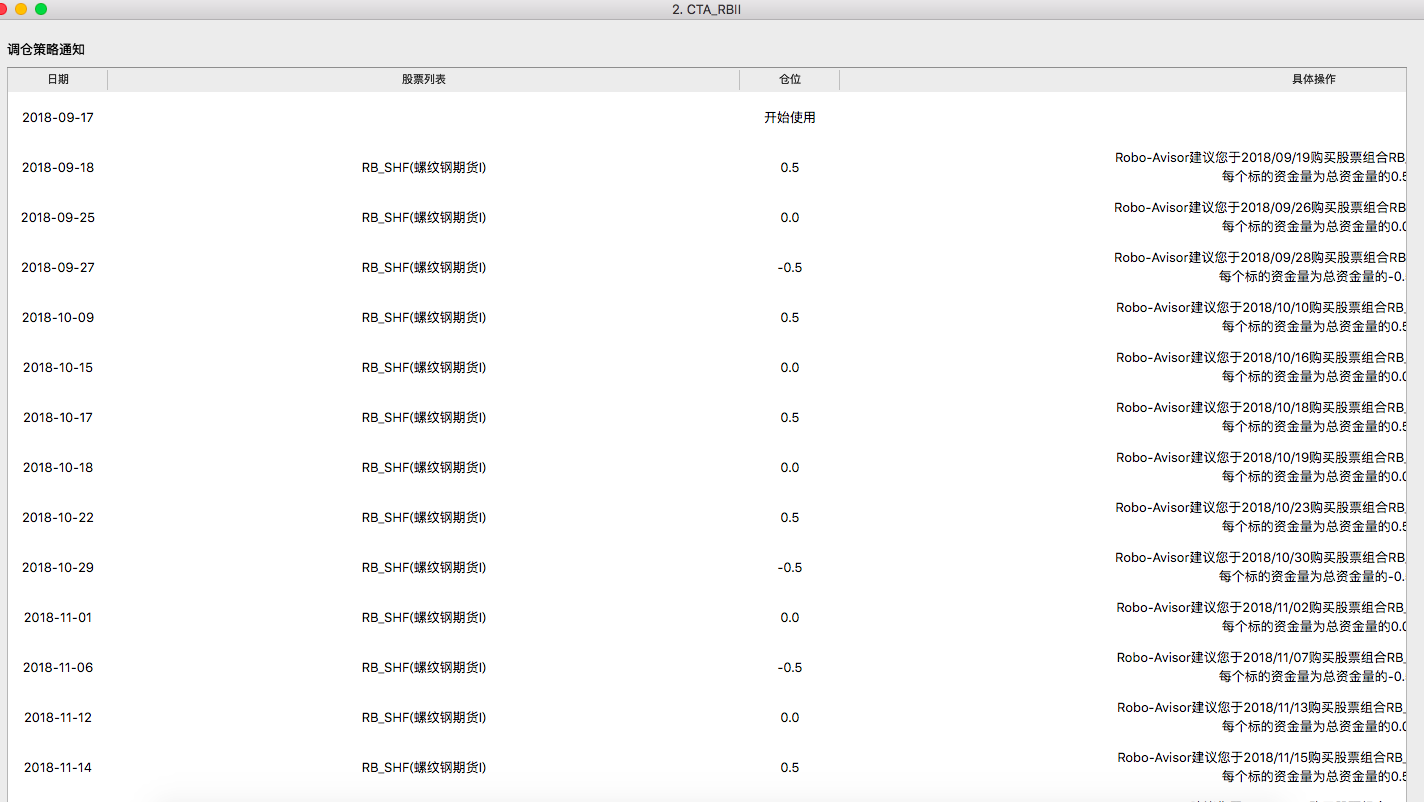 2. CTA_RBII
调仓策略通知
日期 股票列表 仓位 具体操作
2018-09-17 开始使用
2018-09-18 RB_SHF(螺纹钢期货I) 0.5 Robo-Avisor建议您于2018/09/19购买股票组合RB_
每个标的资金量为总资金量的0.5
2018-09-25 RB_SHF(螺纹钢期货I) 0.0 Robo-Avisor建议您于2018/09/26购买股票组合RB
每个标的资金量为总资金量的0.0
2018-09-27 RB_SHF(螺纹钢期货I) -0.5 Robo-Avisor建议您于2018/09/28购买股票组合RB
每个标的资金量为总资金量的-0.
2018-10-09 RB_SHF(螺纹钢期货I) 0.5 Robo-Avisor建议您于2018/10/10购买股票组合RB_
每个标的资金量为总资金量的0.5
2018-10-15 RB_SHF(螺纹钢期货I) 0.0 Robo-Avisor建议您于2018/10/16购买股票组合RB_
每个标的资金量为总资金量的0.0
2018-10-17 RB_SHF(螺纹钢期货I) 0.5 Robo-Avisor建议您于2018/10/18购买股票组合RB_
每个标的资金量为总资金量的0.5
2018-10-18 RB_SHF(螺纹钢期货I) 0.0 Robo-Avisor建议您于2018/10/19购买股票组合RB_
每个标的资金量为总资金量的0.0
2018-10-22 RB_SHF(螺纹钢期货I) 0.5 Robo-Avisor建议您于2018/10/23购买股票组合RB_
每个标的资金量为总资金量的0.5
2018-10-29 RB_SHF(螺纹钢期货I) -0.5 Robo-Avisor建议您于2018/10/30购买股票组合RB_
每个标的资金量为总资金量的-0.
2018-11-01 RB_SHF(螺纹钢期货I) 0.0 Robo-Avisor建议您于2018/11/02购买股票组合RB_
每个标的资金量为总资金量的0.0
2018-11-06 RB_SHF(螺纹钢期货I) -0.5 Robo-Avisor建议您于2018/11/07购买股票组合RB_
每个标的资金量为总资金量的-0.
2018-11-12 RB_SHF(螺纹钢期货I) 0.0 Robo-Avisor建议您于2018/11/13购买股票组合RB_
每个标的资金量为总资金量的0.0
2018-11-14 RB_SHF(螺纹钢期货I) 0.5 Robo-Avisor建议您于2018/11/15购买股票组合RB_
每个标的资金量为总资金量的0.5